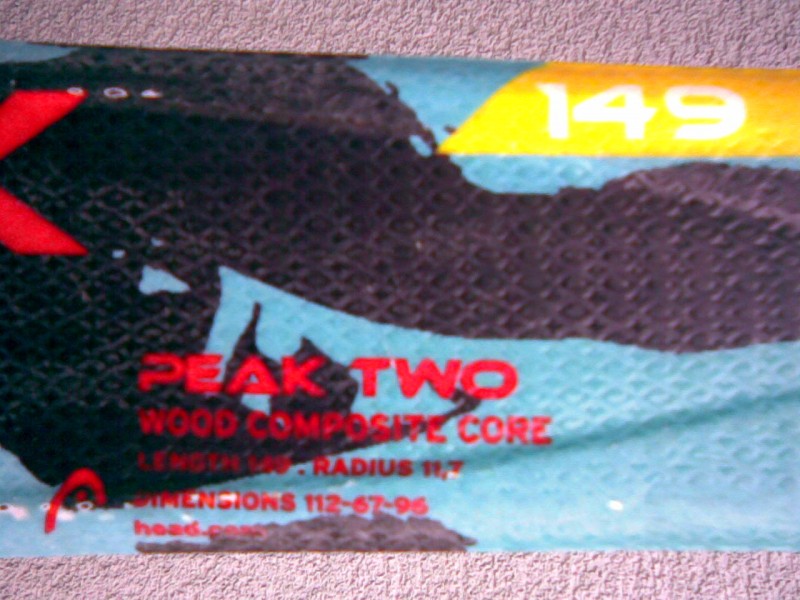 149
PEAK TWO
WOOD COMPOSITE CORE
LENGTH 149 . RADIUS 11,7
DIMENSIONS 112-67-96
head.com